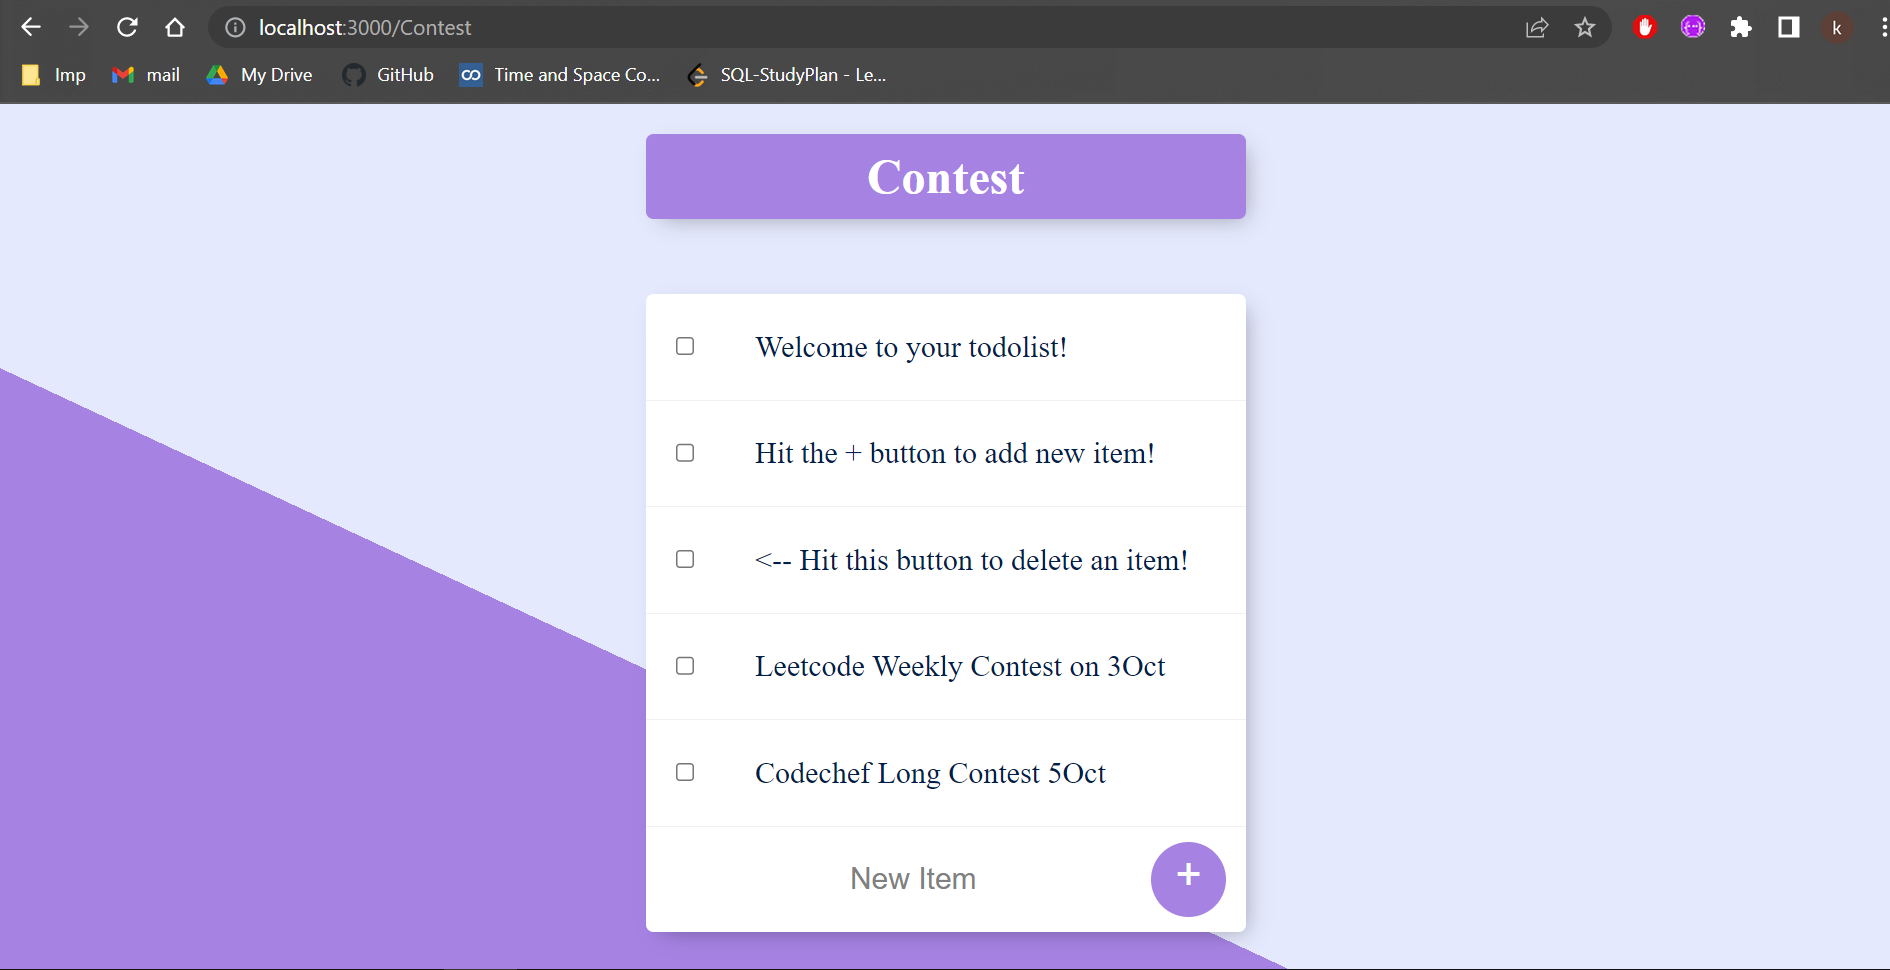 localhost:3000/Contest
k
Imp mail My Drive GitHub Time and Space Co... SQL-StudyPlan - Le...
Contest
Welcome to your todolist!
Hit the + button to add new item!
<-- Hit this button to delete an item!
Leetcode Weekly Contest on 3Oct
Codechef Long Contest 5Oct
New Item +